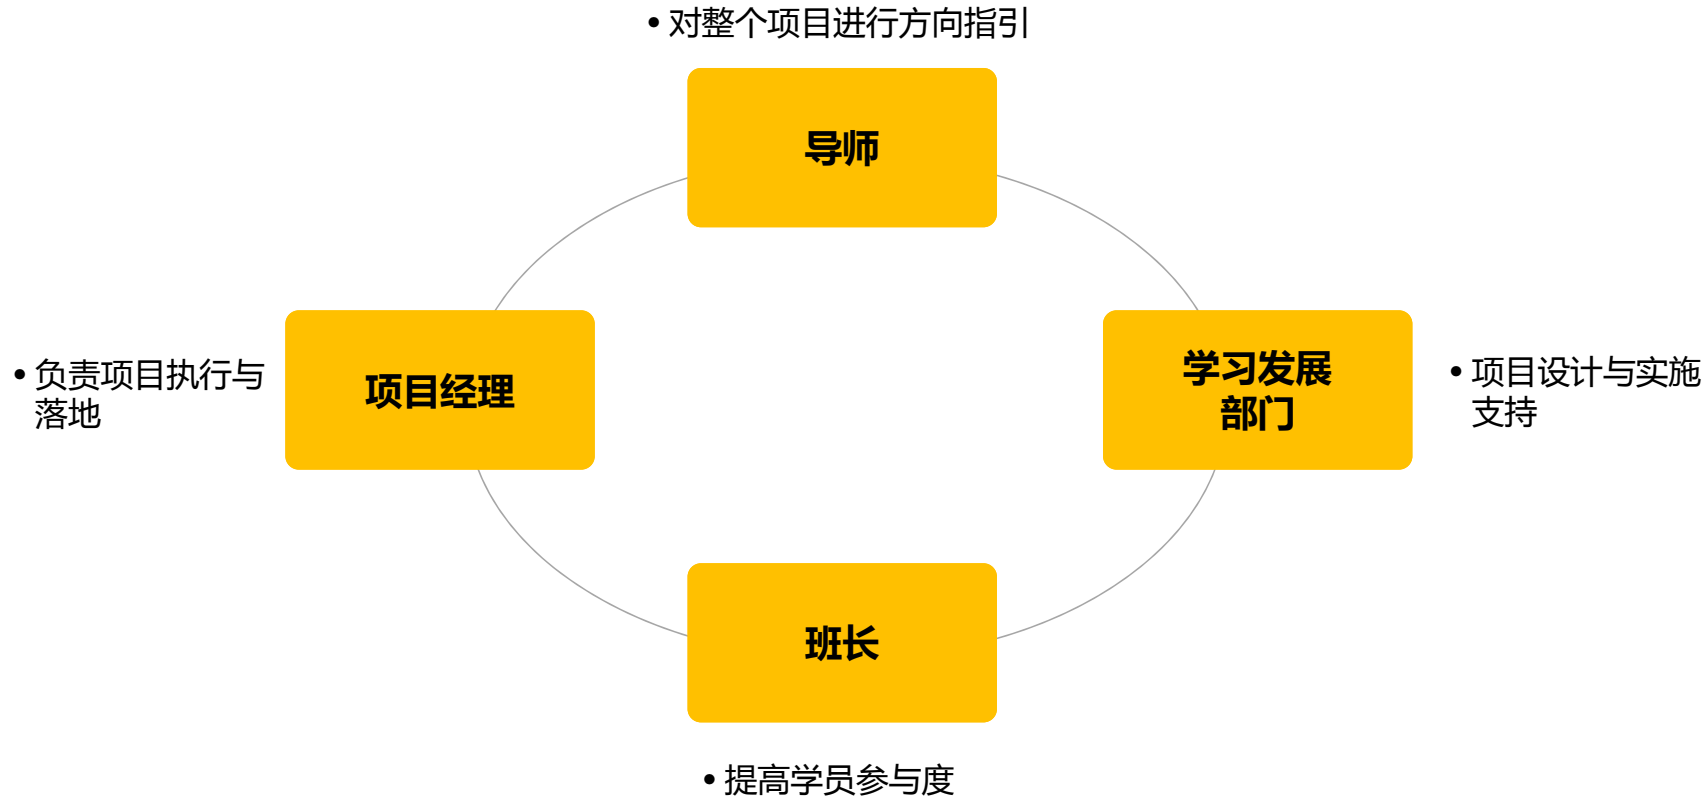 • 对整个项目进行方向指引
导师
• 负责项目执行与
落地
项目经理
学习发展
部门
• 项目设计与实施
支持
班长
• 提高学员参与度